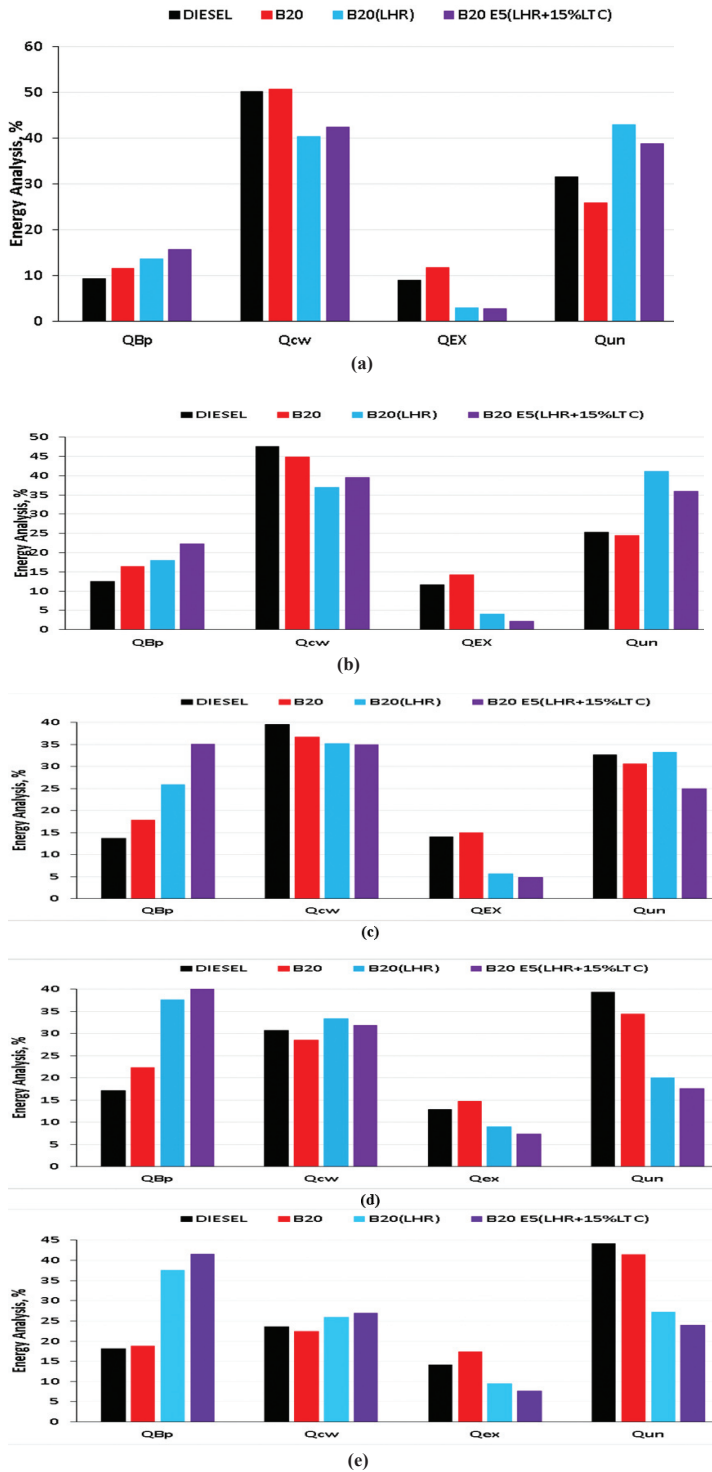 DIESEL B20 B20(LHR) B20 E5(LHR+15%LTC)
Energy Analysis, %
60
50
40
30
20
10
0
QBp Qcw QEX Qun
(a)
DIESEL B20 B20(LHR) B20 E5(LHR+15%LTC)
Energy Analysis, %
50
45
40
35
30
25
20
15
10
5
0
QBp Qcw QEX Qun
(b)
DIESEL B20 B20(LHR) B20 E5(LHR+15%LTC)
Energy Analysis, %
40
35
30
25
20
15
10
5
0
QBp Qcw QEX Qun
(c)
DIESEL B20 B20(LHR) B20 E5(LHR+15%LTC)
Energy Analysis, %
40
35
30
25
20
15
10
5
0
QBp Qcw Qex Qun
(d)
DIESEL B20 B20(LHR) B20 E5(LHR+15%LTC)
Energy Analysis, %
45
40
35
30
25
20
15
10
5
0
QBp Qcw Qex Qun
(e)